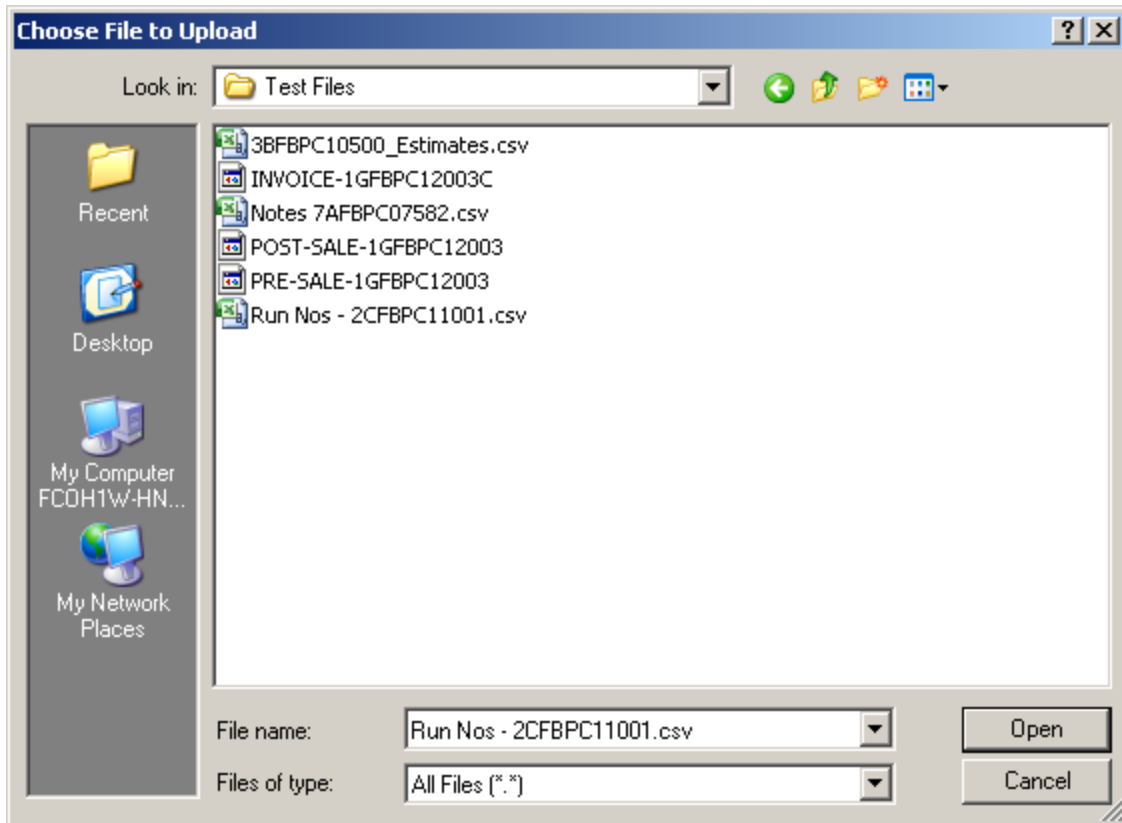 Choose File to Upload
Look in: Test Files
3BFBPC10500_Estimates.csv
INVOICE-1GFBPC12003C
Notes 7AFBPC07582.csv
POST-SALE-1GFBPC12003
PRE-SALE-1GFBPC12003
Run Nos - 2CFBPC11001.csv
Recent
Desktop
My Computer
FCOH1W-HN...
My Network
Places
File name: Run Nos - 2CFBPC11001.csv Open
Files of type: All Files (*.*) Cancel